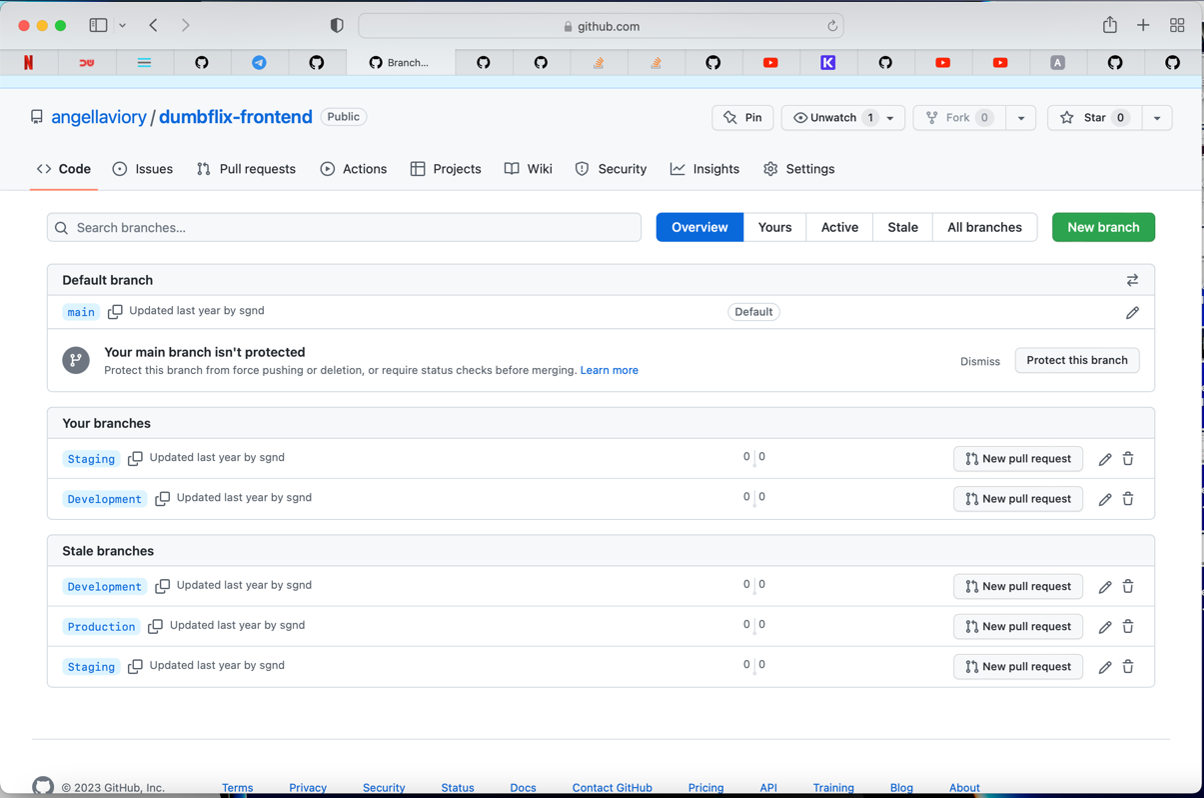 github.com
Branch...
angellaviory / dumbflix-frontend Public
Pin Unwatch 1 Fork 0 Star 0
Code Issues Pull requests Actions Projects Wiki Security Insights Settings
Search branches... Overview Yours Active Stale All branches New branch
Default branch
main Updated last year by sgnd Default
Your main branch isn't protected
Protect this branch from force pushing or deletion, or require status checks before merging. Learn more
Dismiss Protect this branch
Your branches
Staging Updated last year by sgnd 0 0 New pull request
Development Updated last year by sgnd 0 0 New pull request
Stale branches
Development Updated last year by sgnd 0 0 New pull request
Production Updated last year by sgnd 0 0 New pull request
Staging Updated last year by sgnd 0 0 New pull request
© 2023 GitHub, Inc. Terms Privacy Security Status Docs Contact GitHub Pricing API Training Blog About